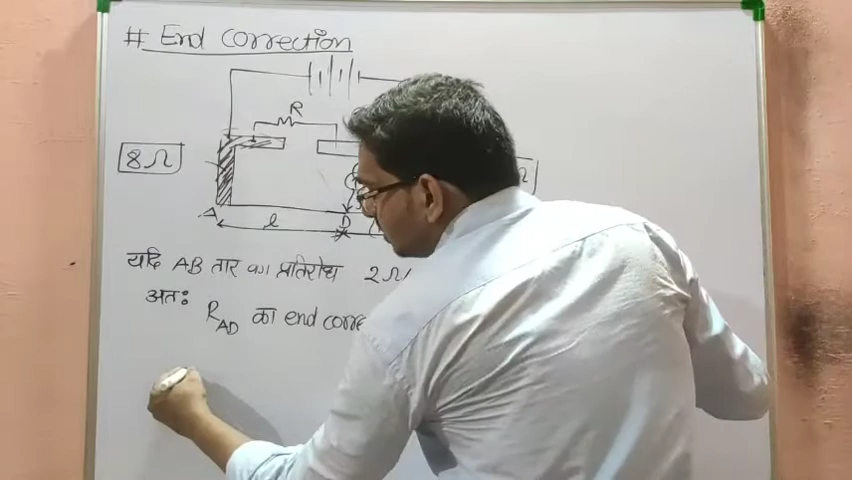 # End correction
R
8Ω
Ω
A
l
D
यदि AB तार का प्रतिरोध 2Ω/
अतः R_AD का end corre